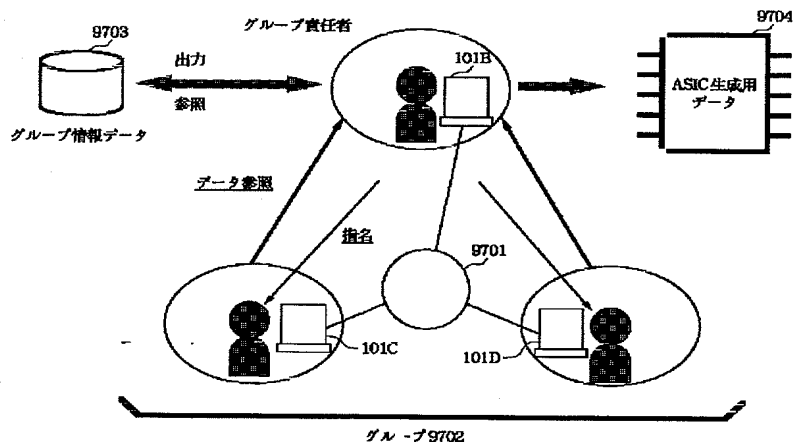 9703
グループ責任者
9704
出力
101B
参照
ASIC生成用
データ
グループ情報データ
データ参照
指名
9701
101C
101D
グル-プ9702